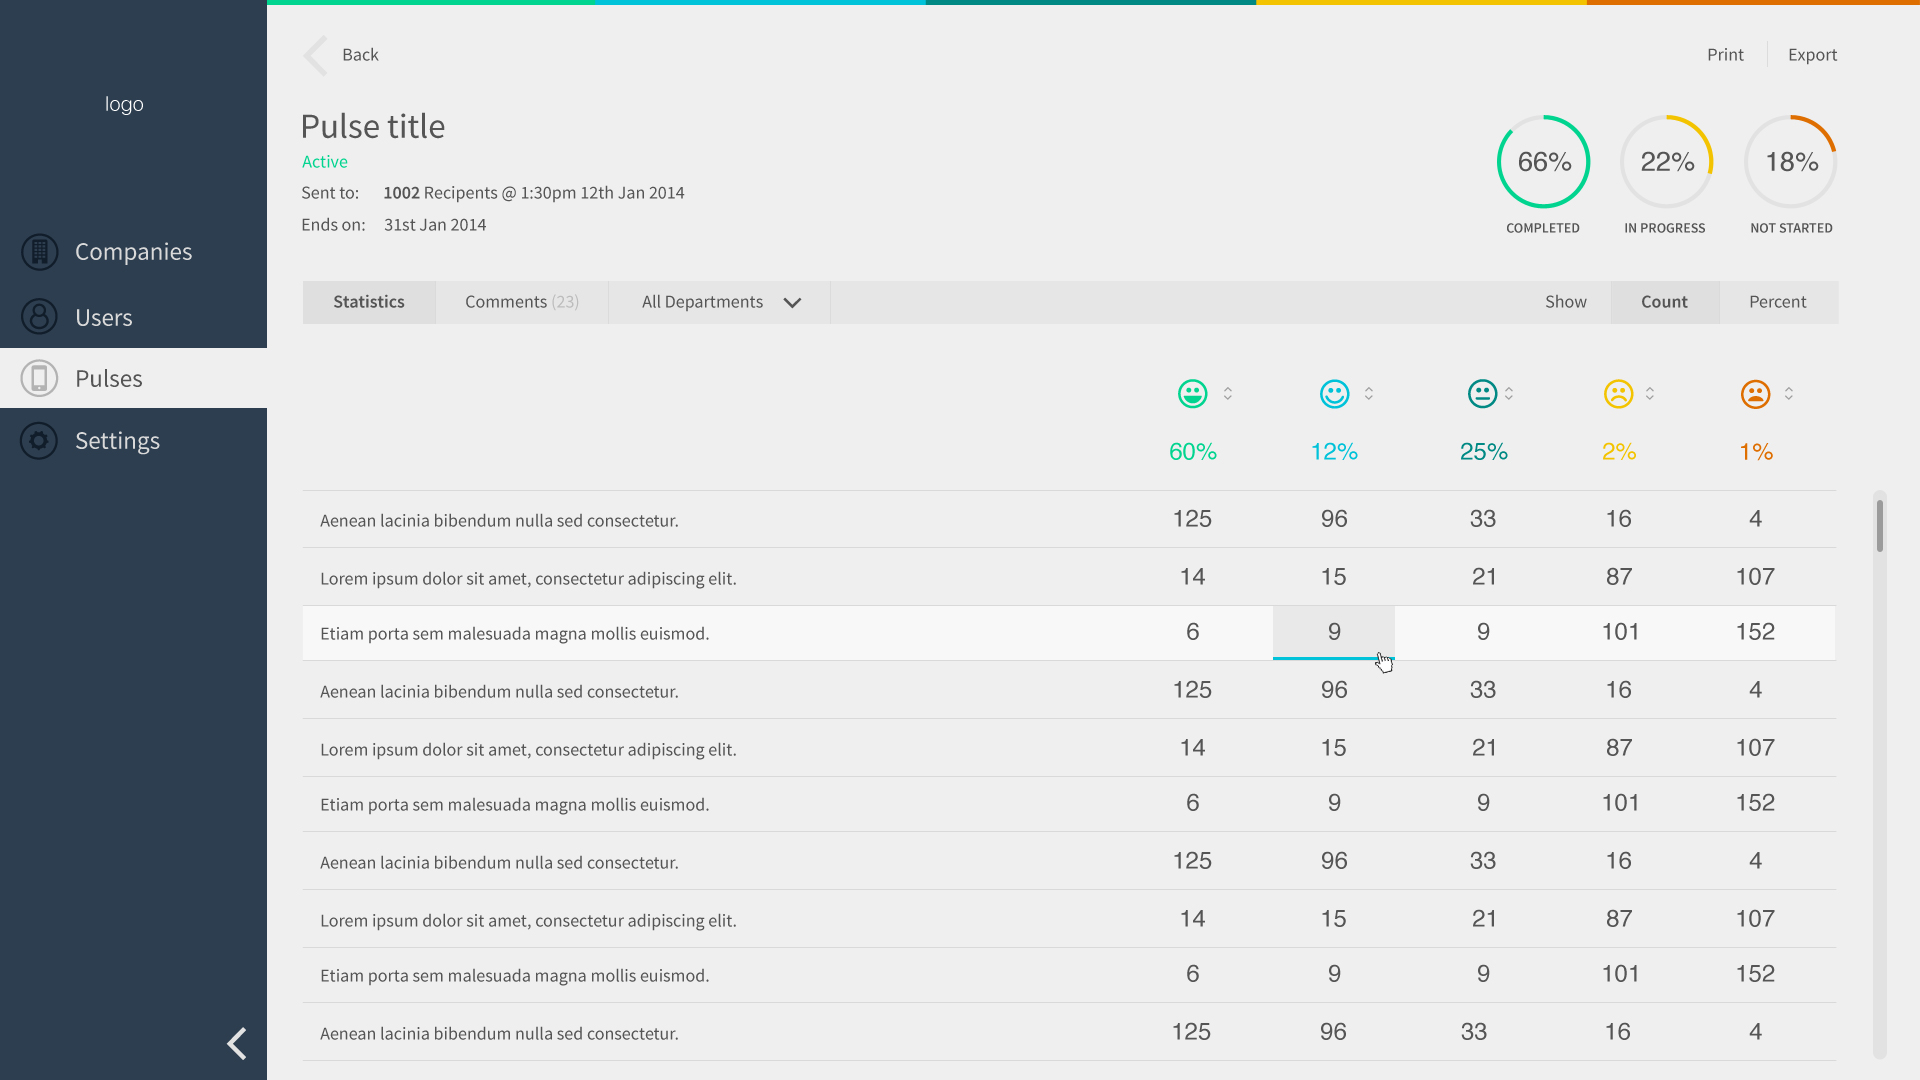 logo
Companies
Users
Pulses
Settings
Back
Print
Export
Pulse title
Active
Sent to: 1002 Recipents @ 1:30pm 12th Jan 2014
Ends on: 31st Jan 2014
66% 22% 18%
COMPLETED IN PROGRESS NOT STARTED
Statistics Comments (23) All Departments Show Count Percent
60% 12% 25% 2% 1%
Aenean lacinia bibendum nulla sed consectetur. 125 96 33 16 4
Lorem ipsum dolor sit amet, consectetur adipiscing elit. 14 15 21 87 107
Etiam porta sem malesuada magna mollis euismod. 6 9 9 101 152
Aenean lacinia bibendum nulla sed consectetur. 125 96 33 16 4
Lorem ipsum dolor sit amet, consectetur adipiscing elit. 14 15 21 87 107
Etiam porta sem malesuada magna mollis euismod. 6 9 9 101 152
Aenean lacinia bibendum nulla sed consectetur. 125 96 33 16 4
Lorem ipsum dolor sit amet, consectetur adipiscing elit. 14 15 21 87 107
Etiam porta sem malesuada magna mollis euismod. 6 9 9 101 152
Aenean lacinia bibendum nulla sed consectetur. 125 96 33 16 4